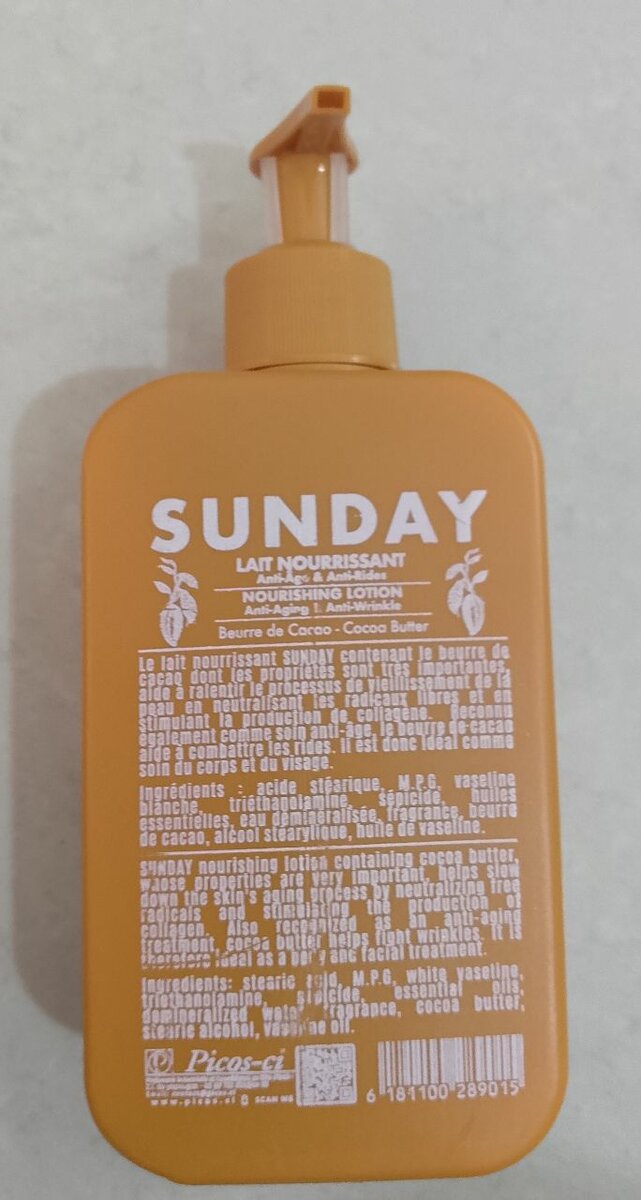 SUNDAY
LAIT NOURRISSANT
Anti-Age & Anti-Rides
NOURISHING LOTION
Anti-Aging Anti-Wrinkle
Beurre de Cacao - Cocoa Butter
Le lait nourrissant SUNDAY contenant le beurre de
cacao dont les propriétés sont très importantes,
aide à ralentir le processus de vieillissement de la
peau en neutralisant les radicaux libres et en
stimulant la production de collagène. Reconnu
également comme soin anti-âge, le beurre de cacao
aide à combattre les rides. Il est donc idéal comme
soin du corps et du visage.
Ingrédients : acide stéarique, M.P.G, vaseline
blanche, triéthanolamine, sépicide, huiles
essentielles, eau démineralisée, fragrance, beurre
de cacao, alcool stéarylique, huile de vaseline.
SUNDAY nourishing lotion containing cocoa butter,
whose properties are very important, helps slow
down the skin's aging process by neutralizing free
radicals and stimulating the production of
collagen. Also recognized as an anti-aging
treatment, cocoa butter helps fight wrinkles. It is
therefore ideal as a and facial treatment.
Ingredients: stearic M.P.G, white vaseline,
triethanolamine, essential oils,
demineralized fragrance, cocoa butter,
stearic alcohol, oil.
Picos-ci
www.picos.ci SCAN ME
6 181100 289015